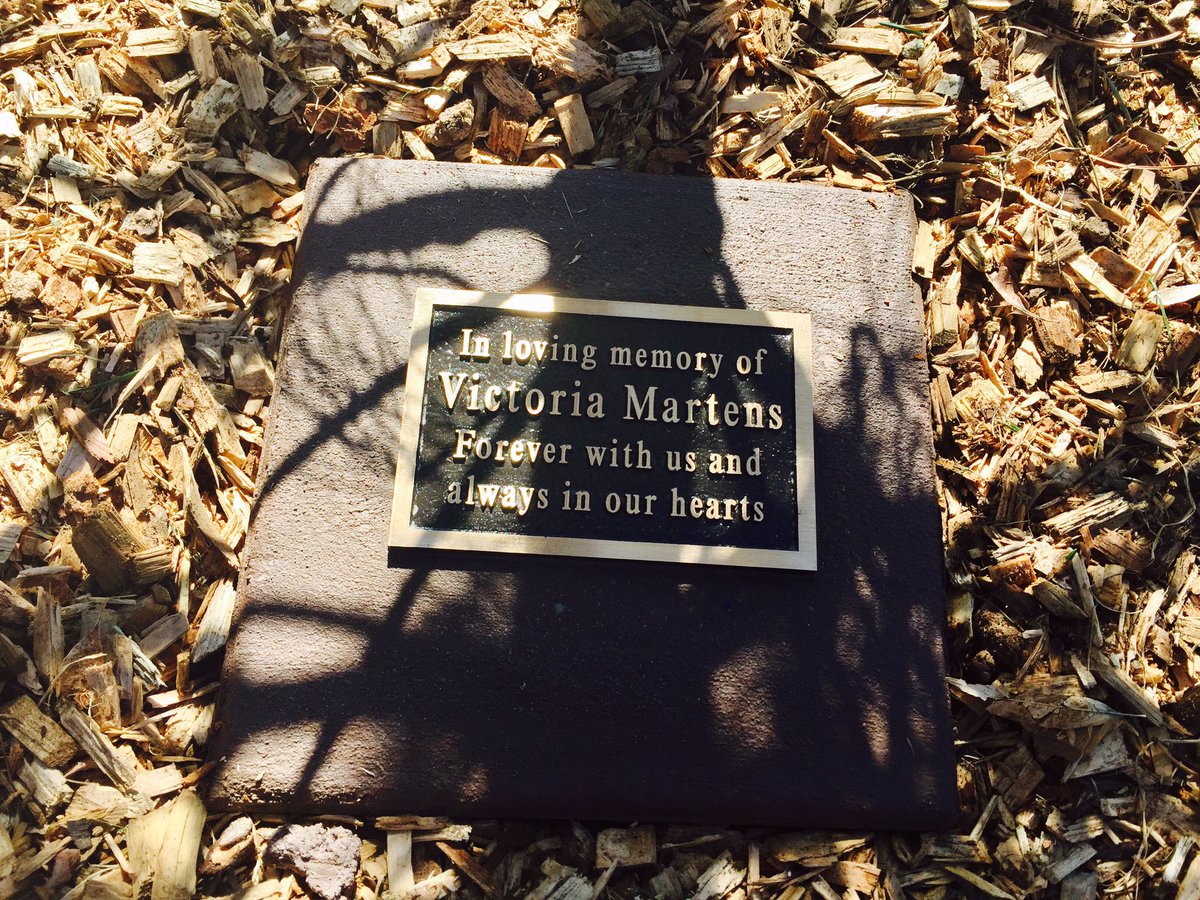 In loving memory of
Victoria Martens
Forever with us and
always in our hearts